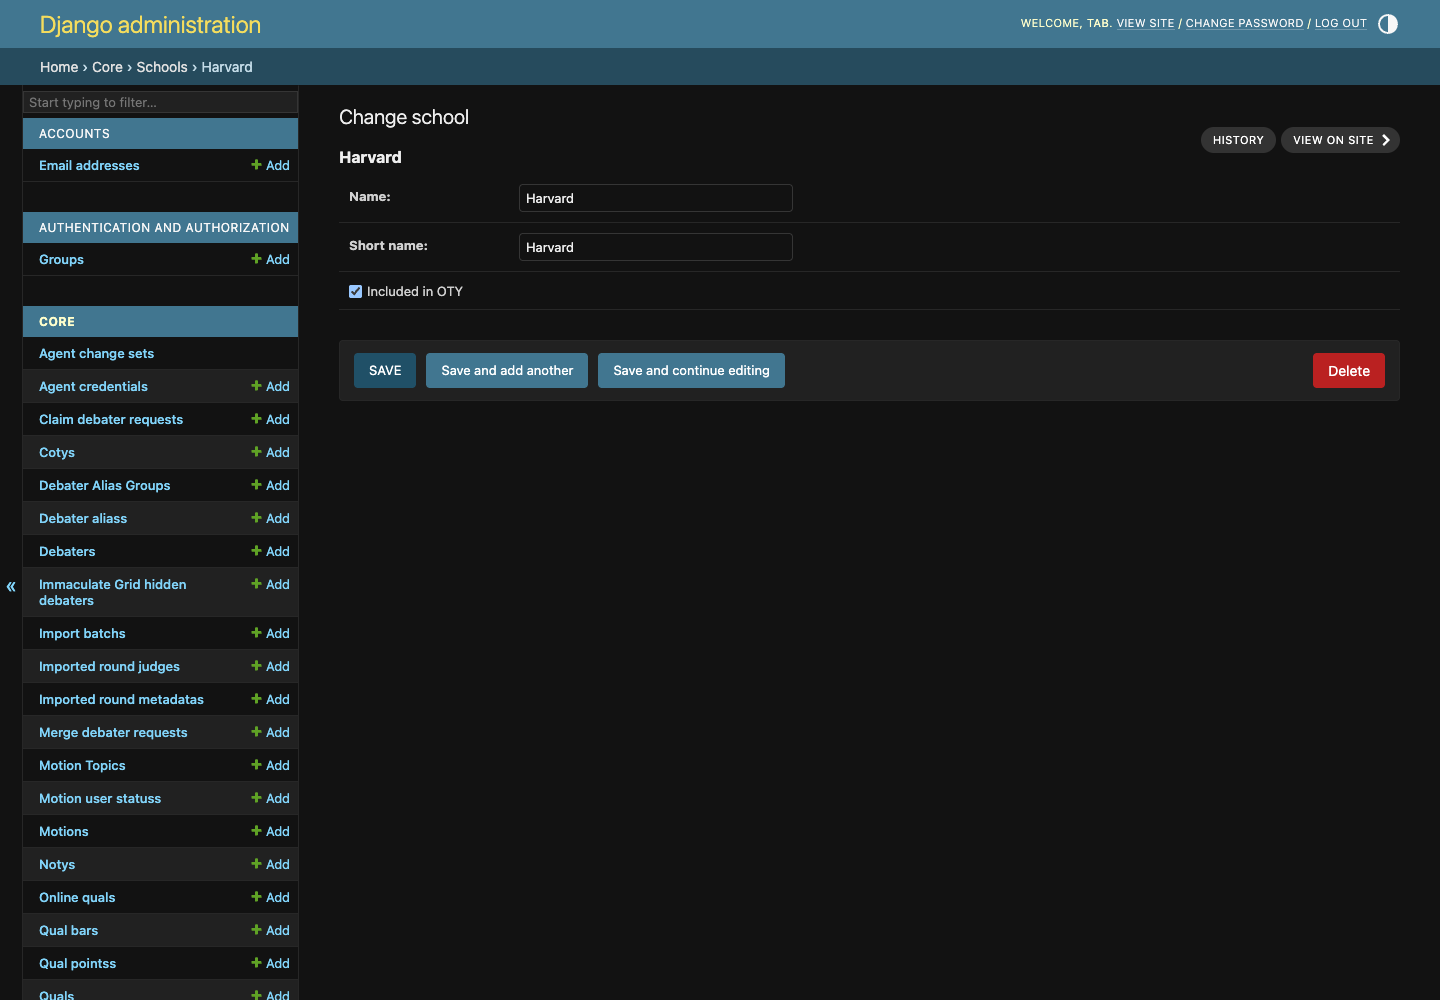 Django administration
WELCOME, TAB. VIEW SITE / CHANGE PASSWORD / LOG OUT
Home › Core › Schools › Harvard
Start typing to filter...
ACCOUNTS
Email addresses Add
AUTHENTICATION AND AUTHORIZATION
Groups Add
CORE
Agent change sets
Agent credentials Add
Claim debater requests Add
Cotys Add
Debater Alias Groups Add
Debater aliass Add
Debaters Add
Immaculate Grid hidden Add
debaters
Import batchs Add
Imported round judges Add
Imported round metadatas Add
Merge debater requests Add
Motion Topics Add
Motion user statuss Add
Motions Add
Notys Add
Online quals Add
Qual bars Add
Qual pointss Add
Quals Add
«
Change school
HISTORY VIEW ON SITE
Harvard
Name: Harvard
Short name: Harvard
Included in OTY
SAVE Save and add another Save and continue editing Delete